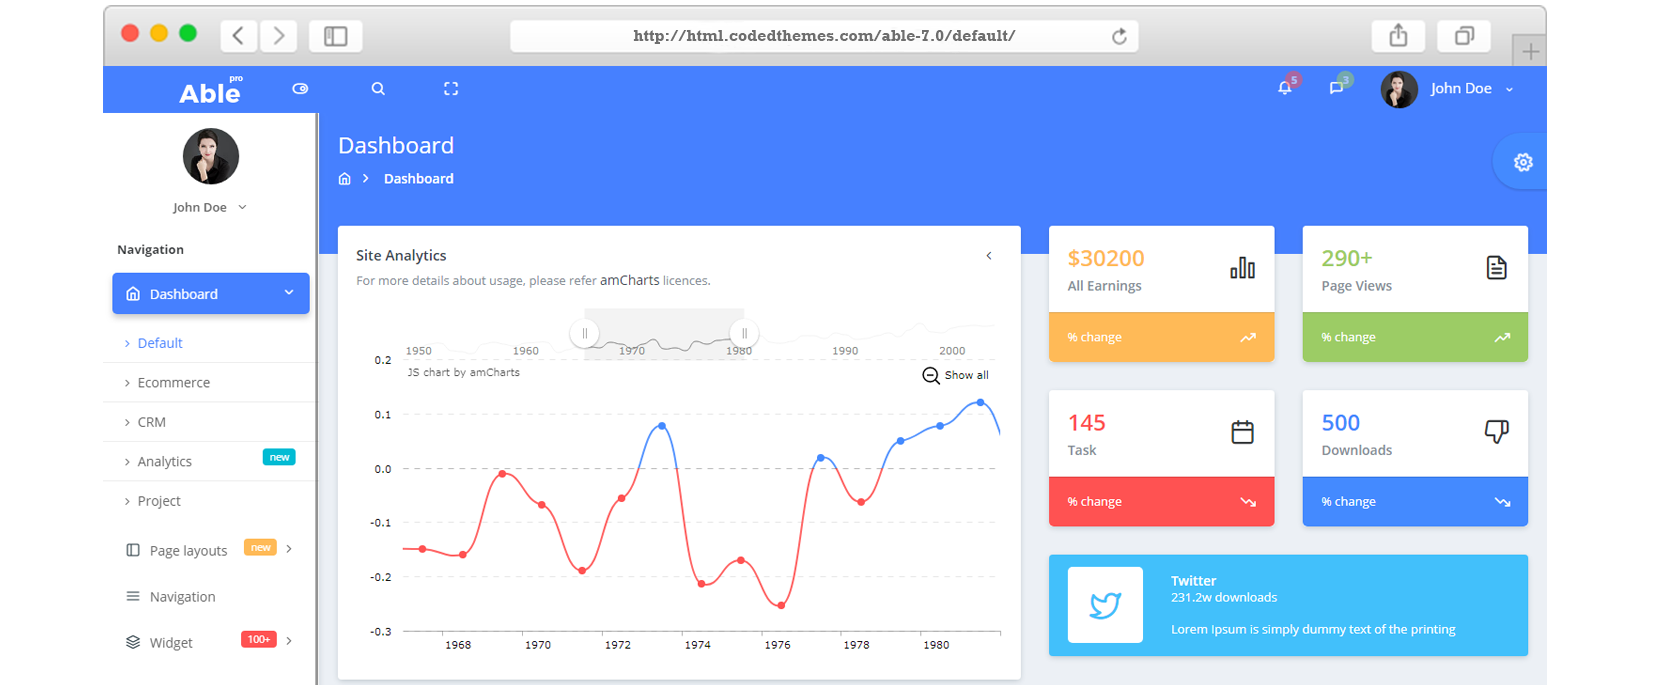 http://html.codedthemes.com/able-7.0/default/
Able pro
5
3
John Doe
John Doe
Navigation
Dashboard
Default
Ecommerce
CRM
Analytics new
Project
Page layouts new
Navigation
Widget 100+
Dashboard
Dashboard
Site Analytics
For more details about usage, please refer amCharts licences.
1950 1960 1970 1980 1990 2000
JS chart by amCharts
Show all
0.2
0.1
0.0
-0.1
-0.2
-0.3
1968 1970 1972 1974 1976 1978 1980
$30200
All Earnings
% change
290+
Page Views
% change
145
Task
% change
500
Downloads
% change
Twitter
231.2w downloads
Lorem Ipsum is simply dummy text of the printing